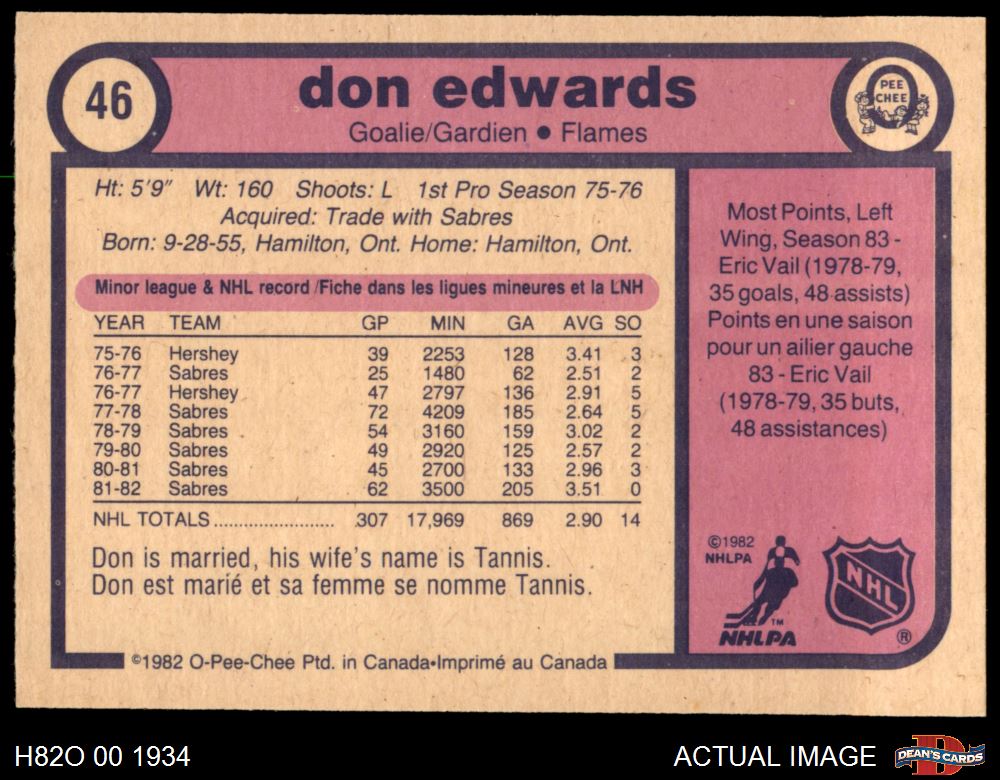 46
don edwards
Goalie/Gardien ● Flames
PEE
CHEE
Ht: 5'9" Wt: 160 Shoots: L 1st Pro Season 75-76
Acquired: Trade with Sabres
Born: 9-28-55, Hamilton, Ont. Home: Hamilton, Ont.
Minor league & NHL record /Fiche dans les ligues mineures et la LNH
YEAR TEAM GP MIN GA AVG SO
75-76 Hershey 39 2253 128 3.41 3
76-77 Sabres 25 1480 62 2.51 2
76-77 Hershey 47 2797 136 2.91 5
77-78 Sabres 72 4209 185 2.64 5
78-79 Sabres 54 3160 159 3.02 2
79-80 Sabres 49 2920 125 2.57 2
80-81 Sabres 45 2700 133 2.96 3
81-82 Sabres 62 3500 205 3.51 0
NHL TOTALS........................ 307 17,969 869 2.90 14
Don is married, his wife's name is Tannis.
Don est marié et sa femme se nomme Tannis.
©1982 O-Pee-Chee Ptd. in Canada•Imprimé au Canada
Most Points, Left
Wing, Season 83 -
Eric Vail (1978-79,
35 goals, 48 assists)
Points en une saison
pour un ailier gauche
83 - Eric Vail
(1978-79, 35 buts,
48 assistances)
©1982
NHLPA
TM
NHLPA
NHL
®
H82O 00 1934
ACTUAL IMAGE
D
DEAN'S CARDS